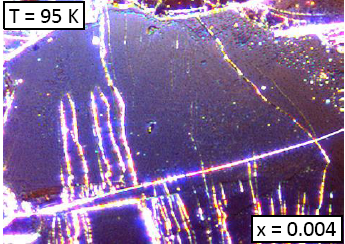 T = 95 K
x = 0.004